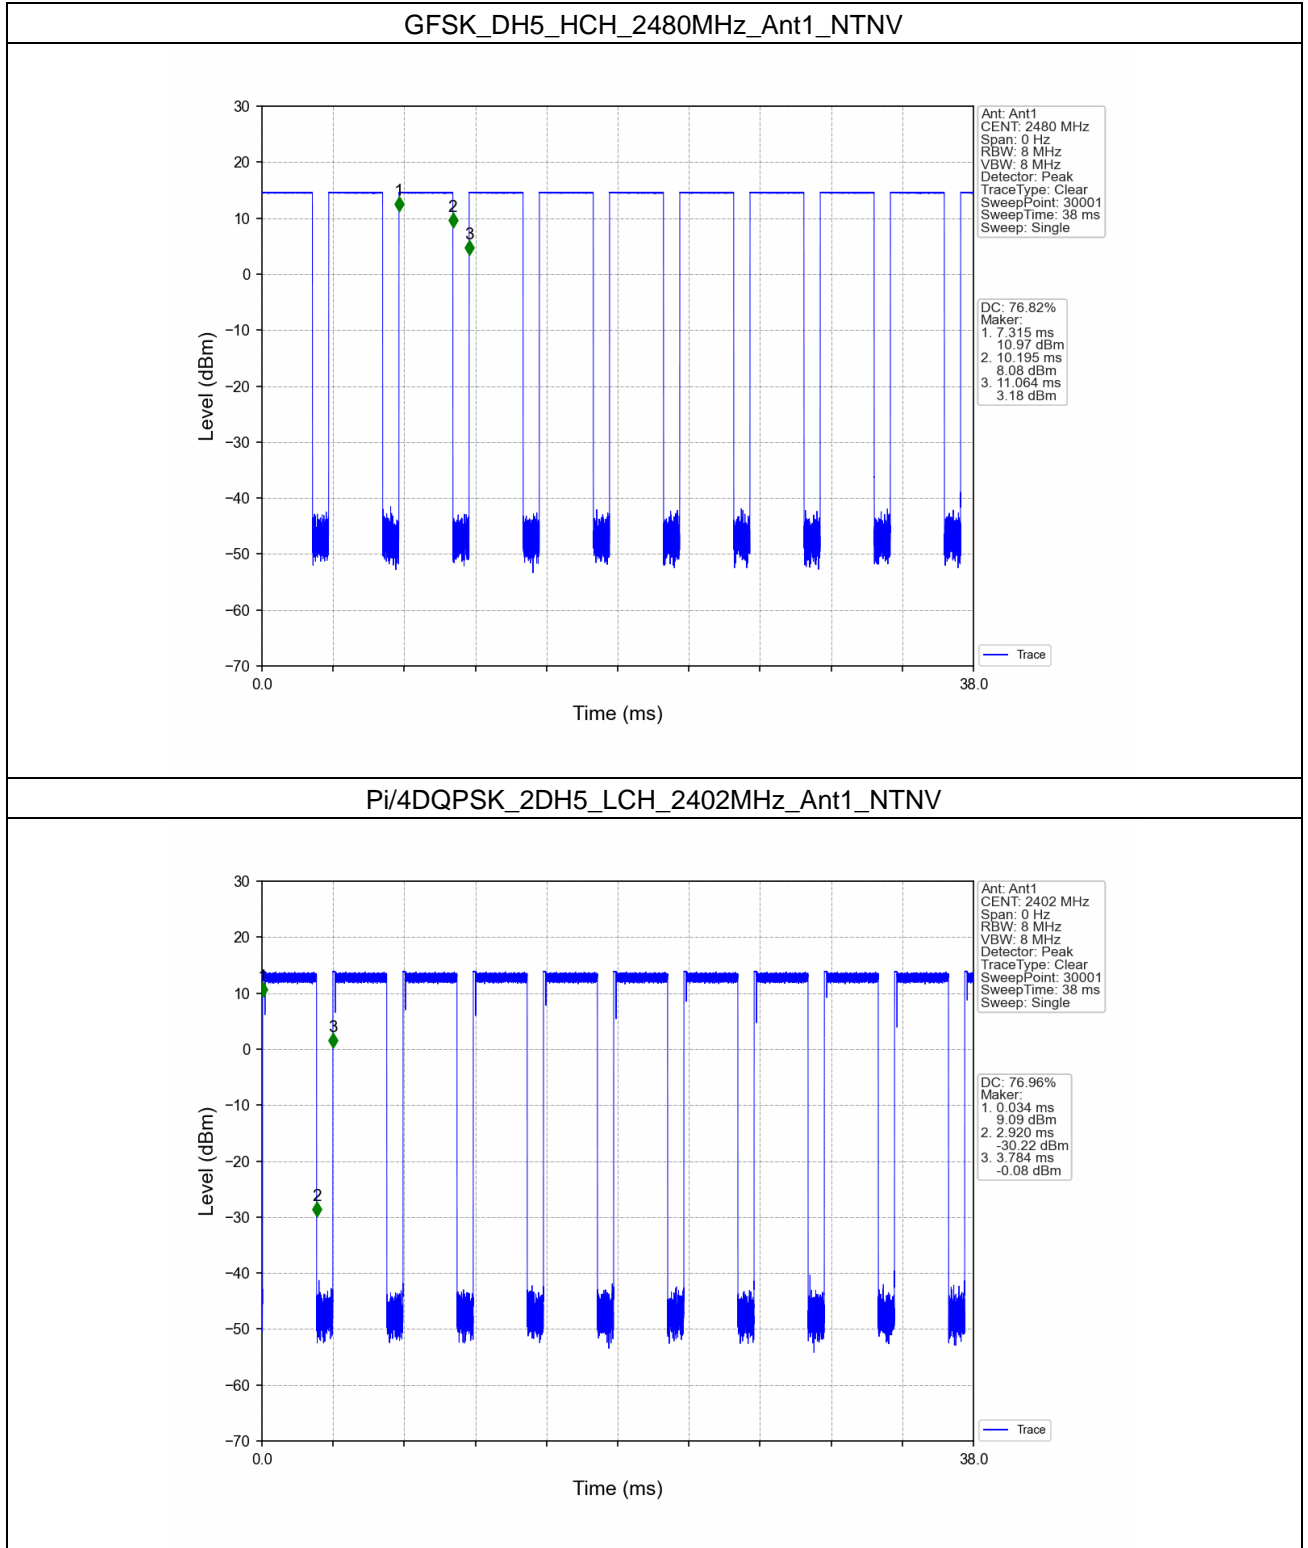 GFSK_DH5_HCH_2480MHz_Ant1_NTNV
30
20
10
0
−10
−20
−30
−40
−50
−60
−70
Level (dBm)
1
2
3
0.0
38.0
Time (ms)
Ant: Ant1
CENT: 2480 MHz
Span: 0 Hz
RBW: 8 MHz
VBW: 8 MHz
Detector: Peak
TraceType: Clear
SweepPoint: 30001
SweepTime: 38 ms
Sweep: Single
DC: 76.82%
Maker:
1. 7.315 ms
10.97 dBm
2. 10.195 ms
8.08 dBm
3. 11.064 ms
3.18 dBm
Trace
Pi/4DQPSK_2DH5_LCH_2402MHz_Ant1_NTNV
30
20
10
0
−10
−20
−30
−40
−50
−60
−70
Level (dBm)
1
2
3
0.0
38.0
Time (ms)
Ant: Ant1
CENT: 2402 MHz
Span: 0 Hz
RBW: 8 MHz
VBW: 8 MHz
Detector: Peak
TraceType: Clear
SweepPoint: 30001
SweepTime: 38 ms
Sweep: Single
DC: 76.96%
Maker:
1. 0.034 ms
9.09 dBm
2. 2.920 ms
-30.22 dBm
3. 3.784 ms
-0.08 dBm
Trace